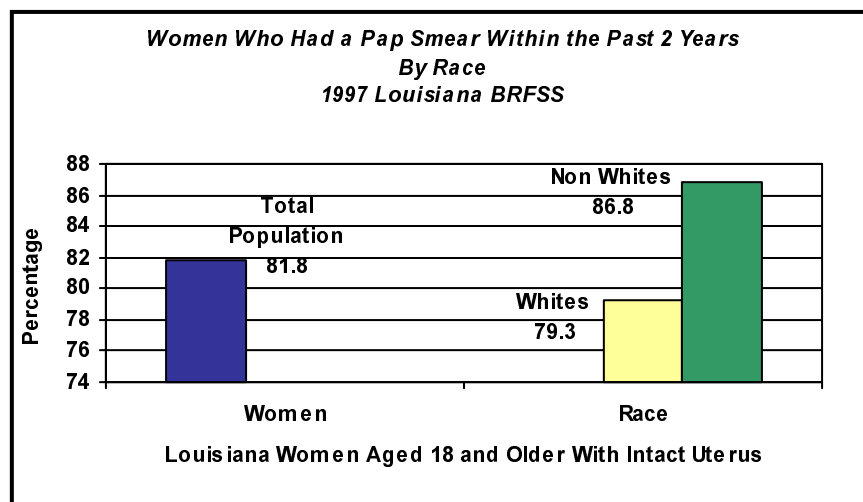 Women Who Had a Pap Smear Within the Past 2 Years
By Race
1997 Louisiana BRFSS
Percentage
88
86
84
82
80
78
76
74
Total
Population
81.8
Non Whites
86.8
Whites
79.3
Women
Race
Louisiana Women Aged 18 and Older With Intact Uterus